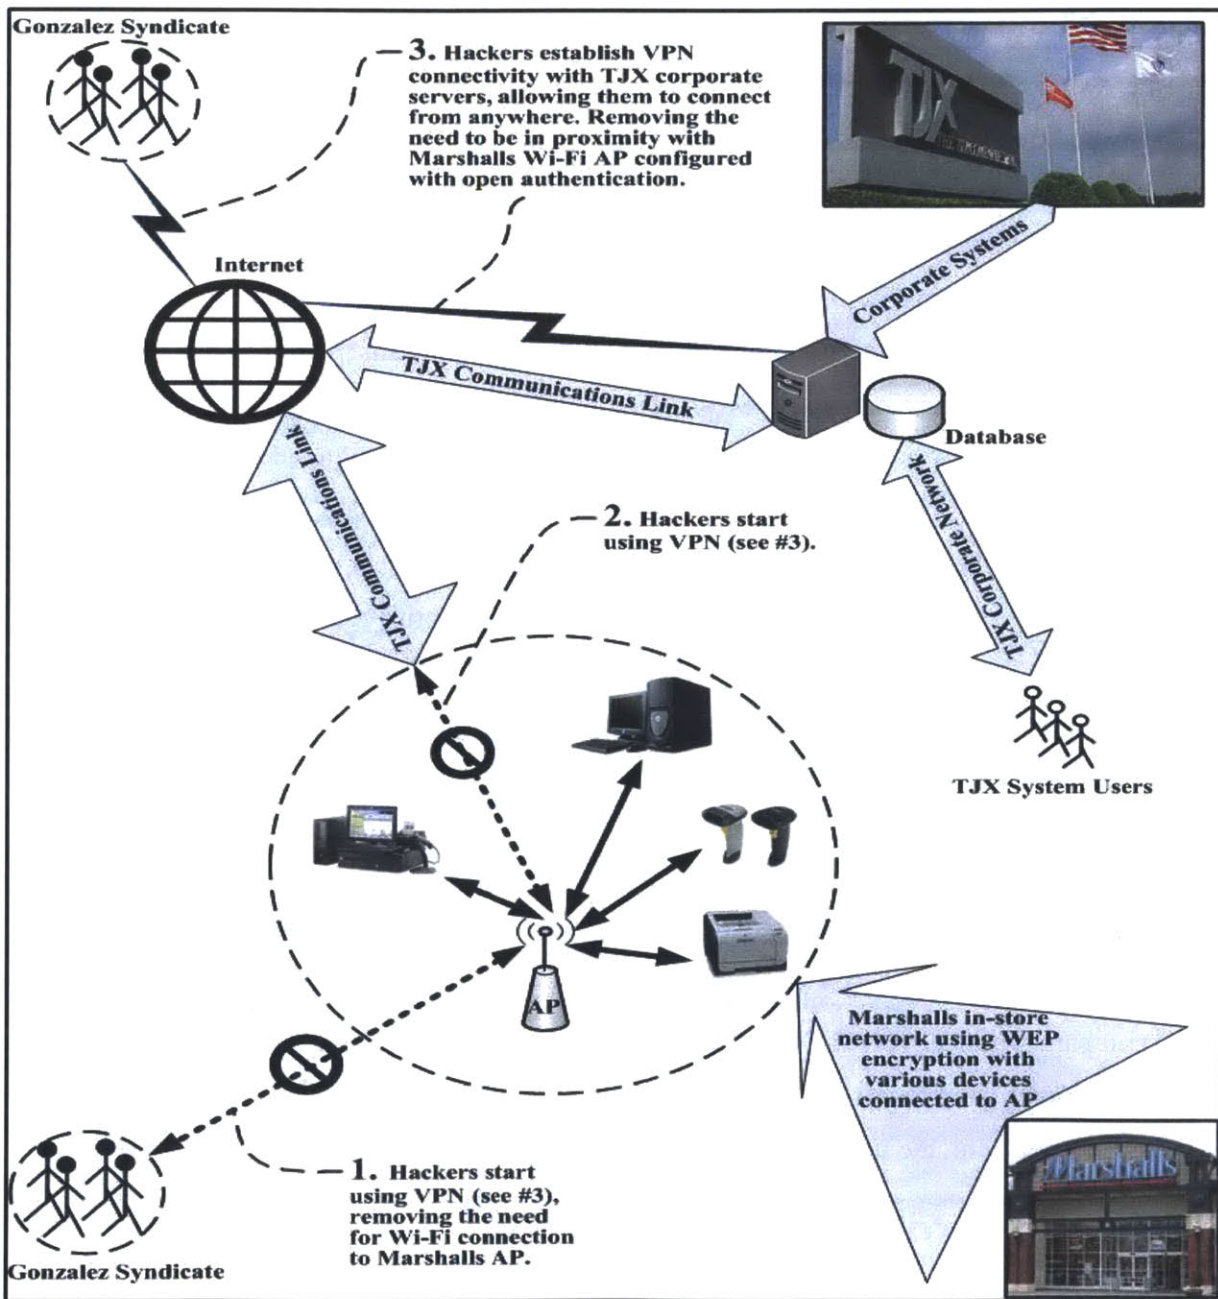 Gonzalez Syndicate
3. Hackers establish VPN
connectivity with TJX corporate
servers, allowing them to connect
from anywhere. Removing the
need to be in proximity with
Marshalls Wi-Fi AP configured
with open authentication.
TJX
Corporate Systems
Internet
TJX Communications Link
Database
TJX Communications Link
TJX Corporate Network
2. Hackers start
using VPN (see #3).
TJX System Users
AP
Marshalls in-store
network using WEP
encryption with
various devices
connected to AP
Marshalls
1. Hackers start
using VPN (see #3),
removing the need
for Wi-Fi connection
to Marshalls AP.
Gonzalez Syndicate